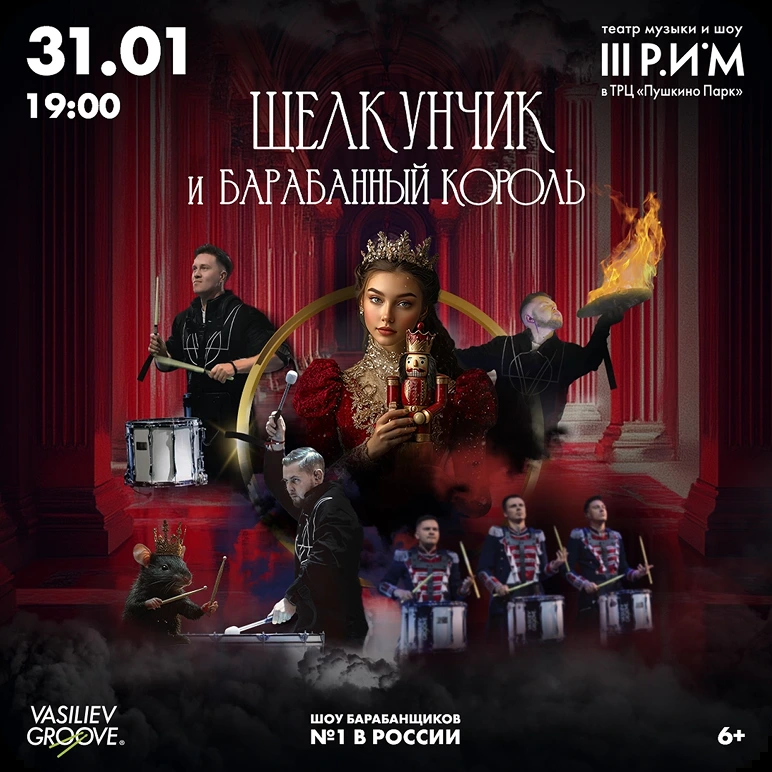 31.01
19:00
театр музыки и шоу
Ш Р.И.М
в ТРЦ «Пушкино Парк»
ЩЕЛКУНЧИК
и БАРАБАННЫЙ КОРОЛЬ
VASILIEV
GROOVE®
ШОУ БАРАБАНЩИКОВ
№1 В РОССИИ
6+